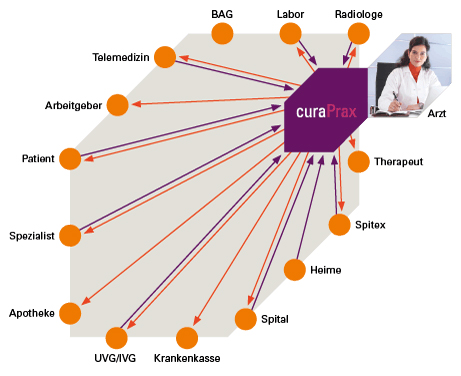 BAG
Labor
Radiologe
Telemedizin
Arbeitgeber
curaPrax
Arzt
Patient
Therapeut
Spezialist
Spitex
Heime
Apotheke
Spital
UVG/IVG
Krankenkasse